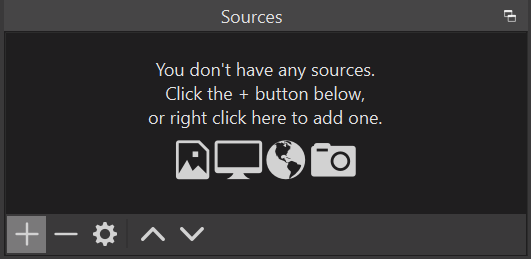 Sources
You don't have any sources.
Click the + button below,
or right click here to add one.